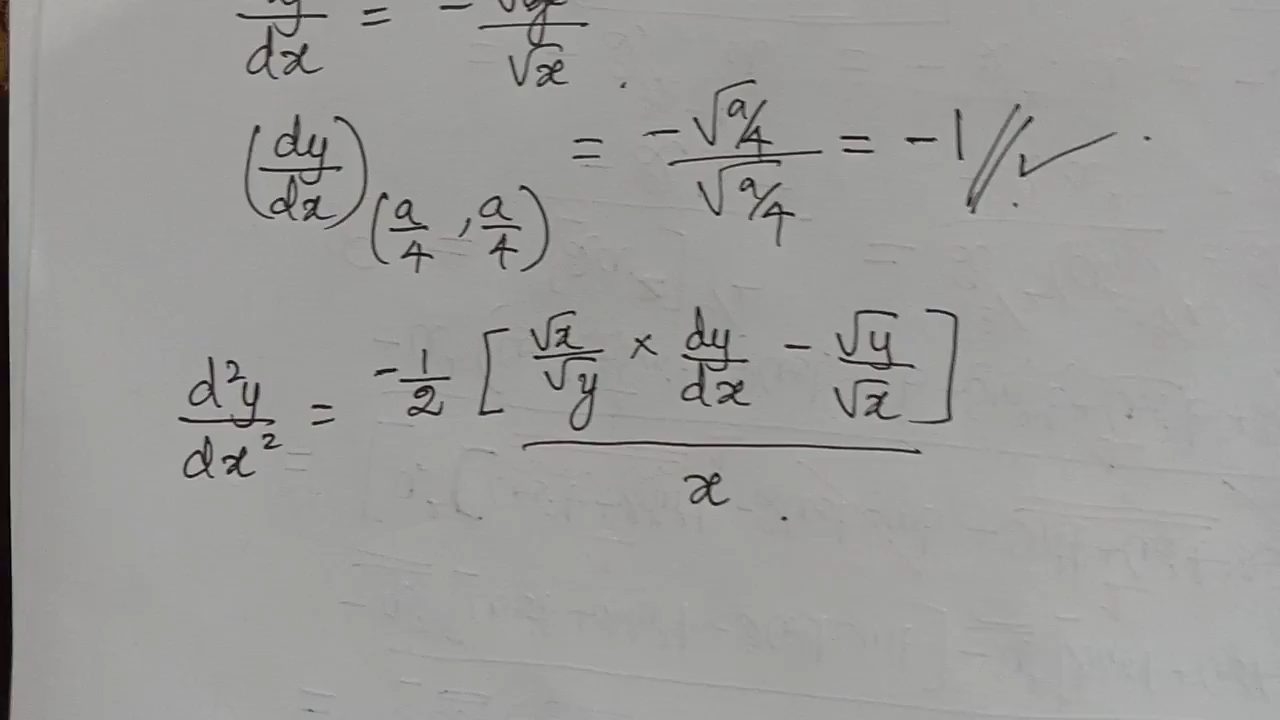 dy/dx = - √y/√x .
(dy/dx)(a/4, a/4) = -√a/4 / √a/4 = -1 // ✓
d²y/dx² = -1/2 [ √x/√y × dy/dx - √y/√x ] / x .